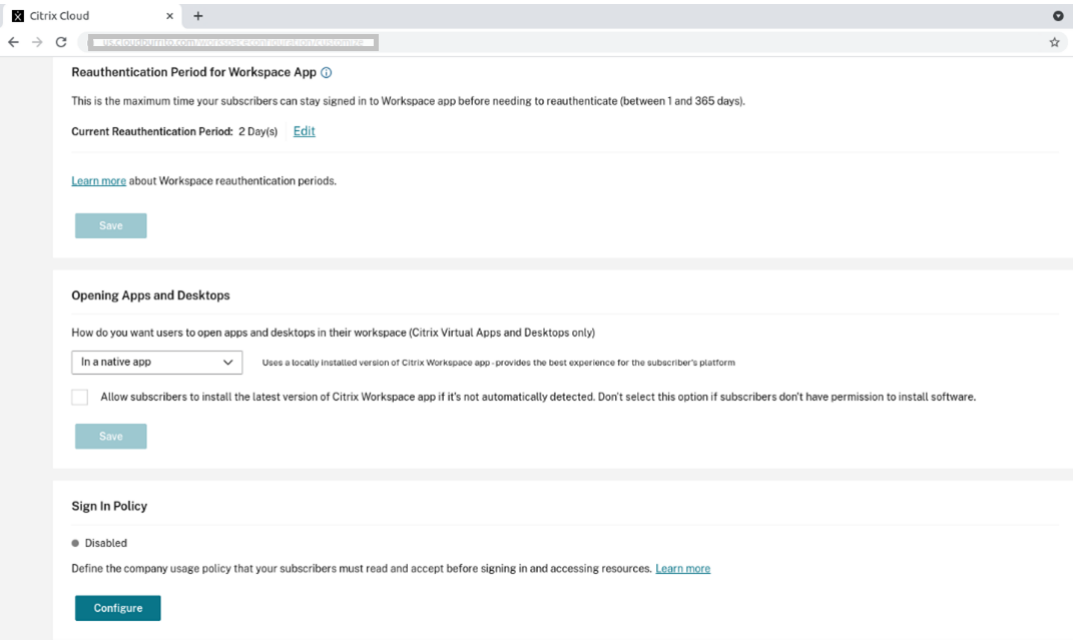 Citrix Cloud
us.cloudburrito.com/workspaceconfiguration/customize
Reauthentication Period for Workspace App
This is the maximum time your subscribers can stay signed in to Workspace app before needing to reauthenticate (between 1 and 365 days).
Current Reauthentication Period: 2 Day(s) Edit
Learn more about Workspace reauthentication periods.
Save
Opening Apps and Desktops
How do you want users to open apps and desktops in their workspace (Citrix Virtual Apps and Desktops only)
In a native app Uses a locally installed version of Citrix Workspace app - provides the best experience for the subscriber's platform
Allow subscribers to install the latest version of Citrix Workspace app if it's not automatically detected. Don't select this option if subscribers don't have permission to install software.
Save
Sign In Policy
Disabled
Define the company usage policy that your subscribers must read and accept before signing in and accessing resources. Learn more
Configure